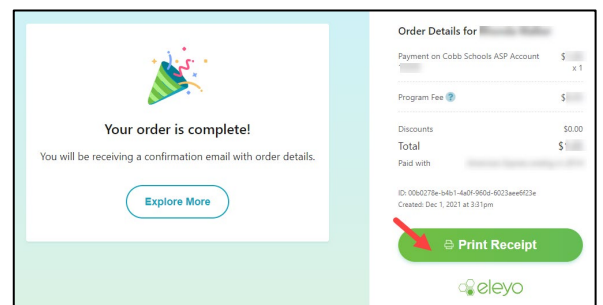 Your order is complete!
You will be receiving a confirmation email with order details.
Explore More
Order Details for
Payment on Cobb Schools ASP Account $
x 1
Program Fee ? $
Discounts $0.00
Total $
Paid with
ID: 00b0278e-b4b1-4a0f-960d-6023aee6f23e
Created: Dec 1, 2021 at 3:31pm
Print Receipt
eleyo